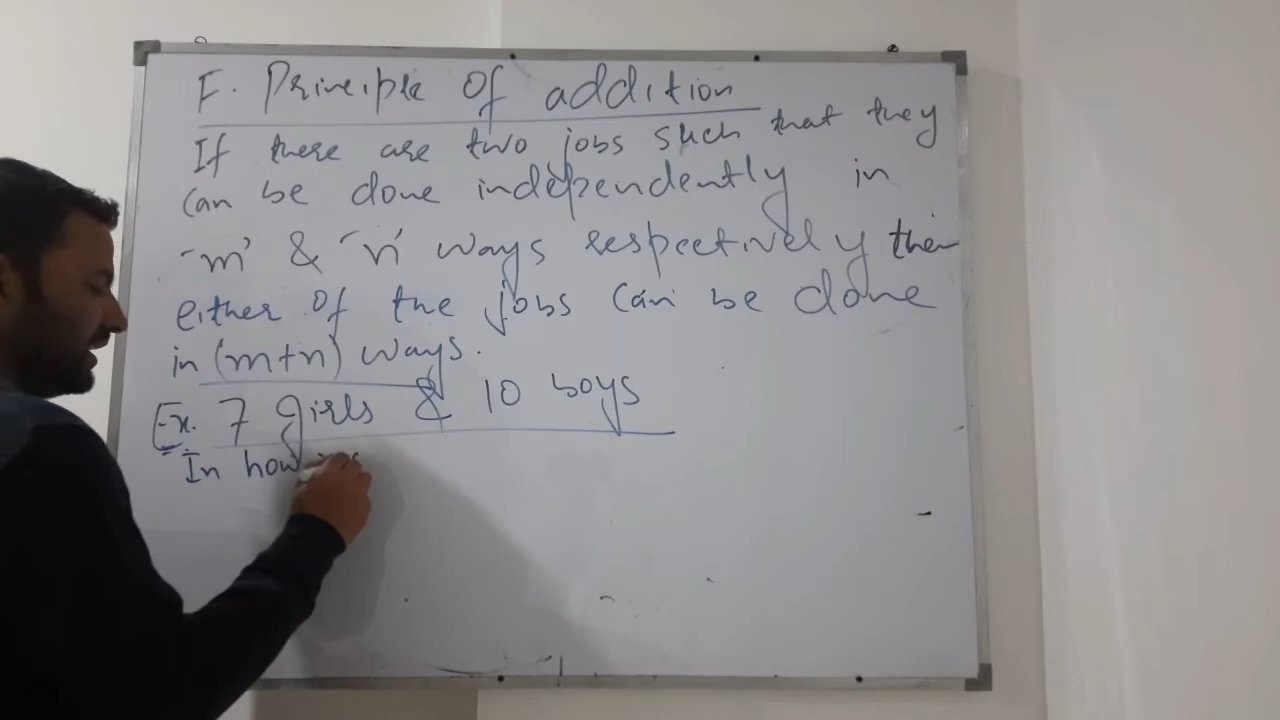 F. Principle of addition
If there are two jobs such that they
can be done independently in
'm' & 'n' ways respectively then
either of the jobs can be done
in (m+n) ways.
Ex. 7 girls & 10 boys
In how